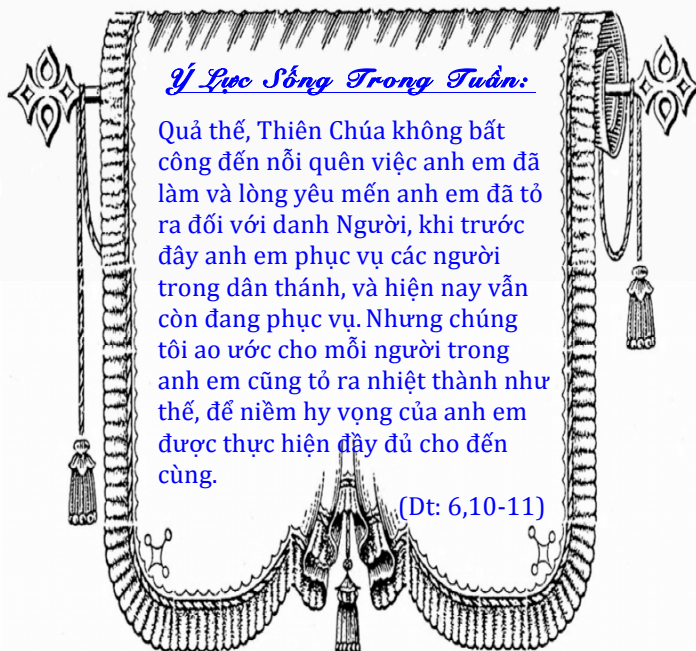 Ý Lực Sống Trong Tuần:
Quả thế, Thiên Chúa không bất
công đến nỗi quên việc anh em đã
làm và lòng yêu mến anh em đã tỏ
ra đối với danh Người, khi trước
đây anh em phục vụ các người
trong dân thánh, và hiện nay vẫn
còn đang phục vụ. Nhưng chúng
tôi ao ước cho mỗi người trong
anh em cũng tỏ ra nhiệt thành như
thế, để niềm hy vọng của anh em
được thực hiện đầy đủ cho đến
cùng.
(Dt: 6,10-11)